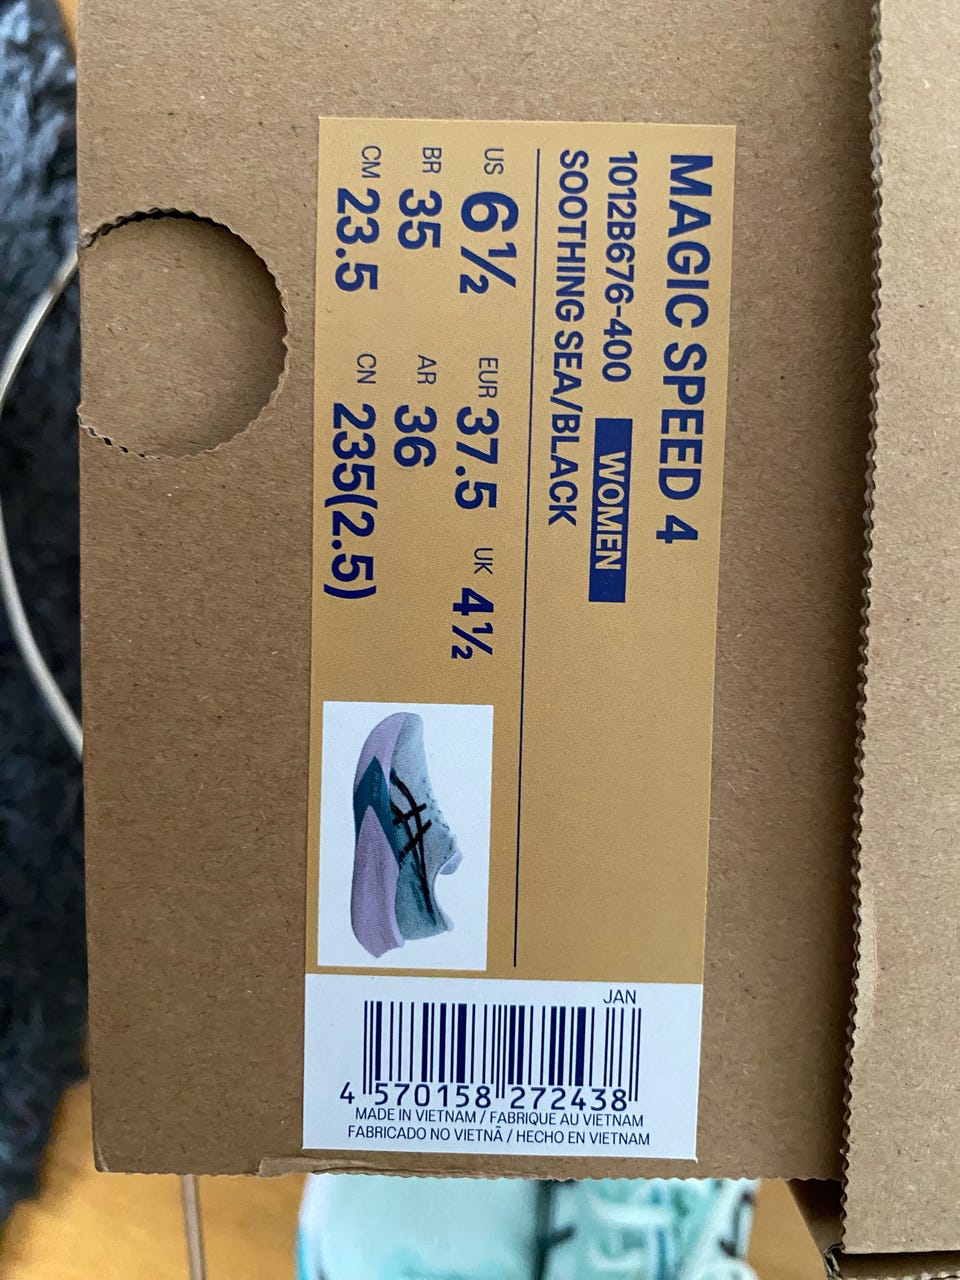 MAGIC SPEED 4
1012B676-400 WOMEN
SOOTHING SEA/BLACK
US 6½ EUR 37.5 UK 4½
BR 35 AR 36
CM 23.5 CN 235(2.5)
JAN
4 570158 272438
MADE IN VIETNAM / FABRIQUE AU VIETNAM
FABRICADO NO VIETNÃ / HECHO EN VIETNAM